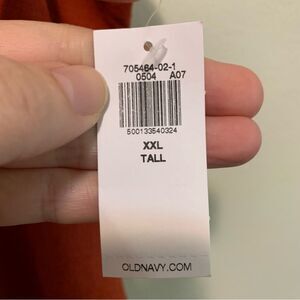 705464-02-1
0504 A07
500133540324
XXL
TALL
OLDNAVY.COM